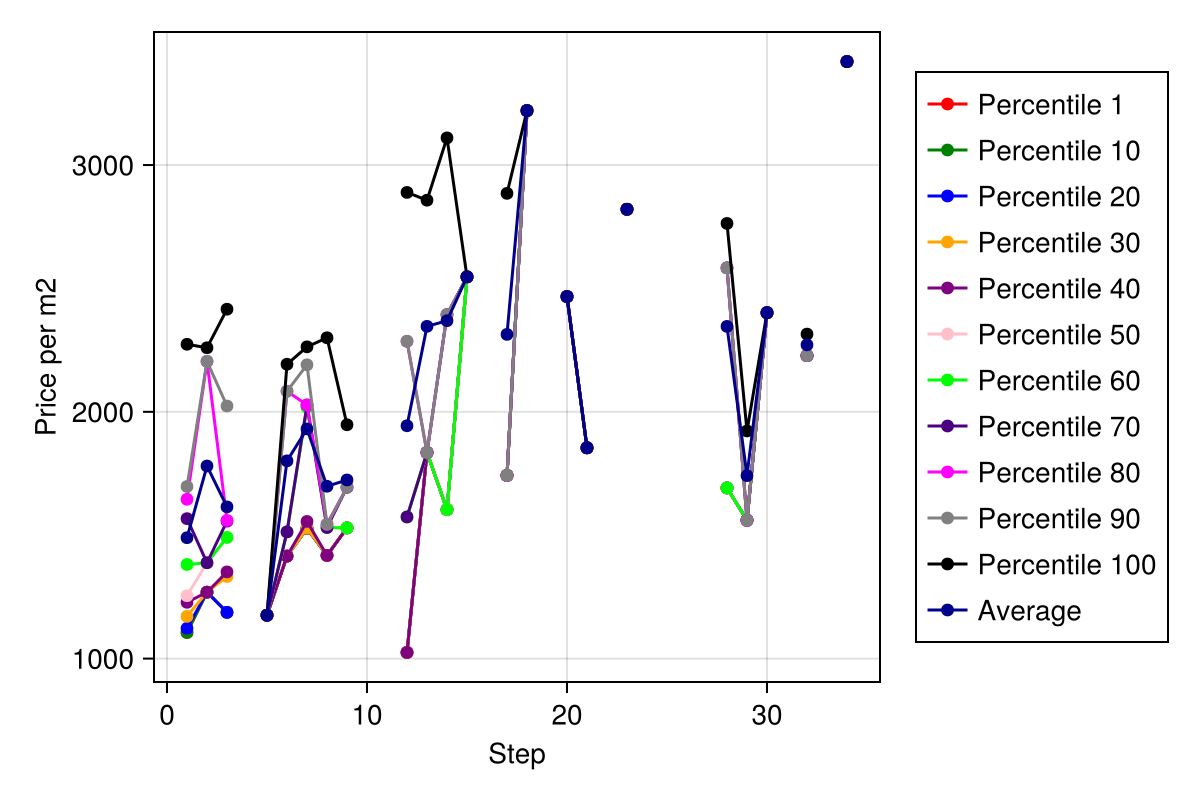 3000
2000
1000
Price per m2
0
10
20
30
Step
Percentile 1
Percentile 10
Percentile 20
Percentile 30
Percentile 40
Percentile 50
Percentile 60
Percentile 70
Percentile 80
Percentile 90
Percentile 100
Average